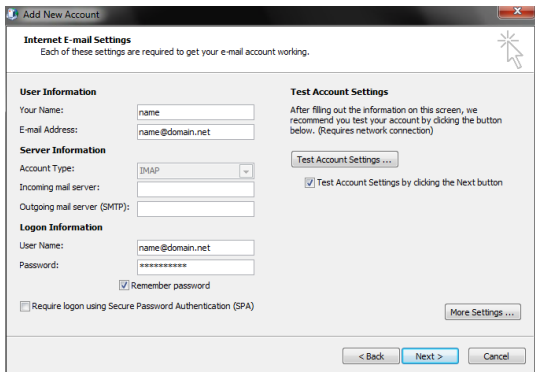 Add New Account
Internet E-mail Settings
Each of these settings are required to get your e-mail account working.
User Information
Your Name:
name
E-mail Address:
name@domain.net
Server Information
Account Type:
IMAP
Incoming mail server:
Outgoing mail server (SMTP):
Logon Information
User Name:
name@domain.net
Password:
**********
Remember password
Require logon using Secure Password Authentication (SPA)
Test Account Settings
After filling out the information on this screen, we
recommend you test your account by clicking the button
below. (Requires network connection)
Test Account Settings ...
Test Account Settings by clicking the Next button
More Settings ...
< Back
Next >
Cancel